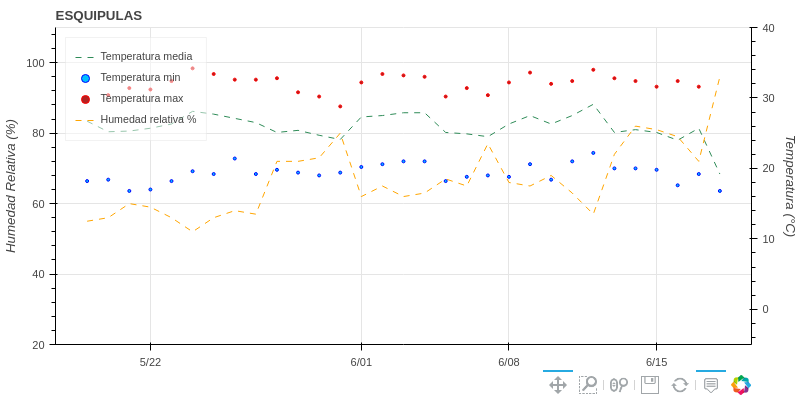 ESQUIPULAS
Temperatura media
Temperatura min
Temperatura max
Humedad relativa %
Humedad Relativa (%)
100
80
60
40
20
40
30
20
10
0
Temperatura (°C)
5/22
6/01
6/08
6/15